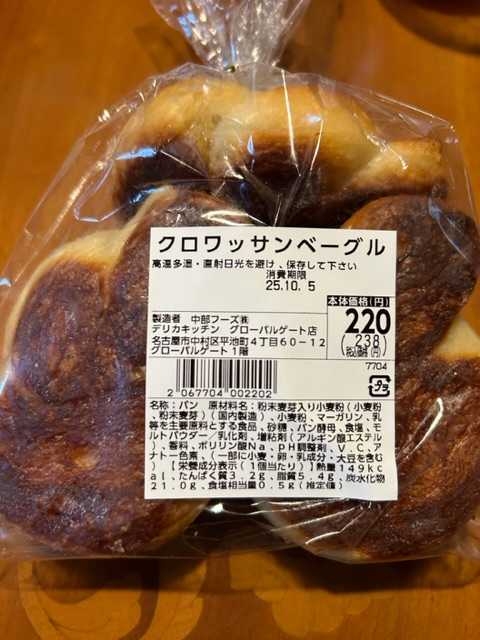 クロワッサンベーグル
高温多湿・直射日光を避け、保存して下さい
消費期限
25.10. 5
本体価格(円)
220
(238)
税込価格(円)
製造者 中部フーズ㈱
デリカキッチン グローバルゲート店
名古屋市中村区平池町4丁目60-12
グローバルゲート1階
7704
2 067704 002202
名称:パン 原材料名:粉末麦芽入り小麦粉(小麦粉
、粉末麦芽)(国内製造)、小麦粉、マーガリン、乳
等を主要原料とする食品、砂糖、パン酵母、食塩、モ
ルトパウダー/乳化剤、増粘剤(アルギン酸エステル
)、香料、ポリリン酸Na、pH調整剤、V.C、ア
ナトー色素、(一部に小麦・卵・乳成分・大豆を含む
)【栄養成分表示(1個当たり)】熱量149kc
al、たんぱく質3.2g、脂質5.4g、炭水化物
21.0g、食塩相当量0.5g(推定値)